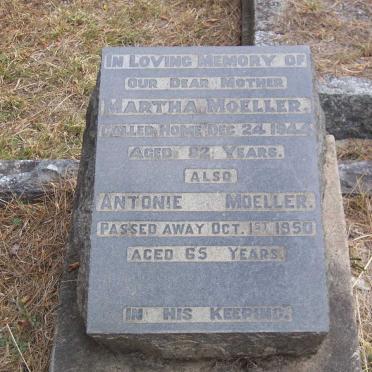 In Loving Memory of
Our Dear Mother
Martha Moeller.
Called Home Dec 24. 1944.
Aged 82 Years.
Also
Antonie Moeller.
Passed away Oct. 1st 1950
Aged 65 Years.
In His Keeping.